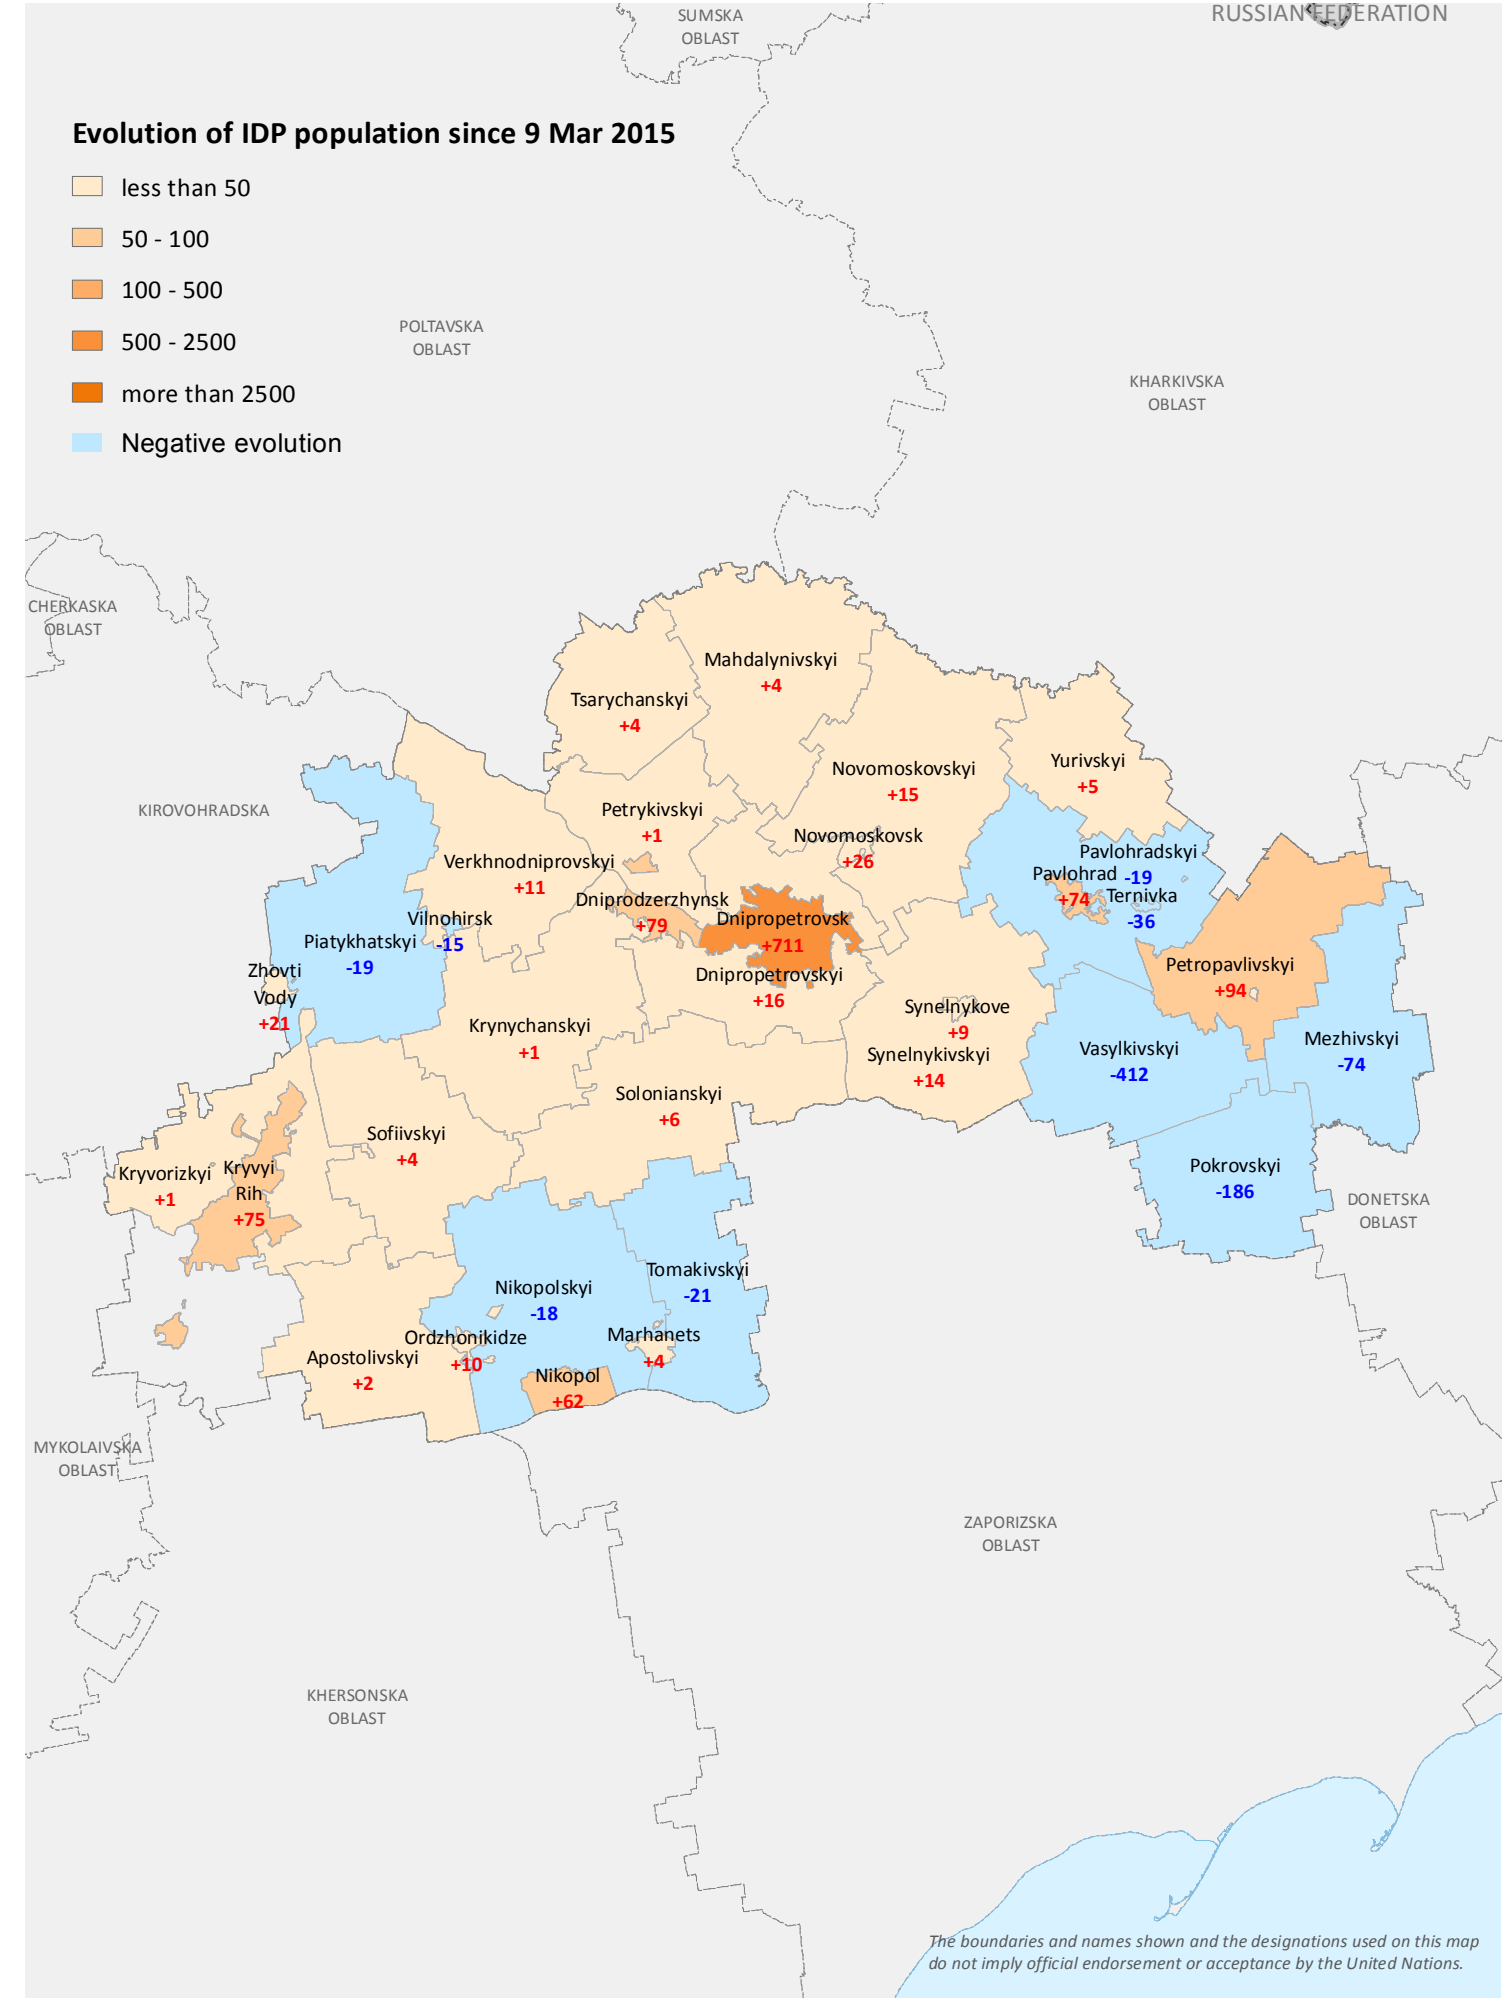 SUMSKA
OBLAST
RUSSIAN FEDERATION
Evolution of IDP population since 9 Mar 2015
less than 50
50 - 100
100 - 500
500 - 2500
more than 2500
Negative evolution
POLTAVSKA
OBLAST
KHARKIVSKA
OBLAST
CHERKASKA
OBLAST
KIROVOHRADSKA
Mahdalynivskyi
+4
Tsarychanskyi
+4
Novomoskovskyi
+15
Yurivskyi
+5
Petrykivskyi
+1
Novomoskovsk
+26
Verkhnodniprovskyi
+11
Pavlohradskyi
-19
Pavlohrad
+74
Ternivka
-36
Dniprodzerzhynsk
+79
Dnipropetrovsk
+711
Vilnohirsk
-15
Piatykhatskyi
-19
Zhovti
Vody
+21
Dnipropetrovskyi
+16
Petropavlivskyi
+94
Synelnykove
+9
Krynychanskyi
+1
Synelnykivskyi
+14
Vasylkivskyi
-412
Mezhivskyi
-74
Solonianskyi
+6
Sofiivskyi
+4
Kryvorizkyi
+1
Kryvyi
Rih
+75
Pokrovskyi
-186
DONETSKA
OBLAST
Tomakivskyi
-21
Nikopolskyi
-18
Ordzhonikidze
+10
Marhanets
+4
Apostolivskyi
+2
Nikopol
+62
MYKOLAIVSKA
OBLAST
ZAPORIZSKA
OBLAST
KHERSONSKA
OBLAST
The boundaries and names shown and the designations used on this map
do not imply official endorsement or acceptance by the United Nations.